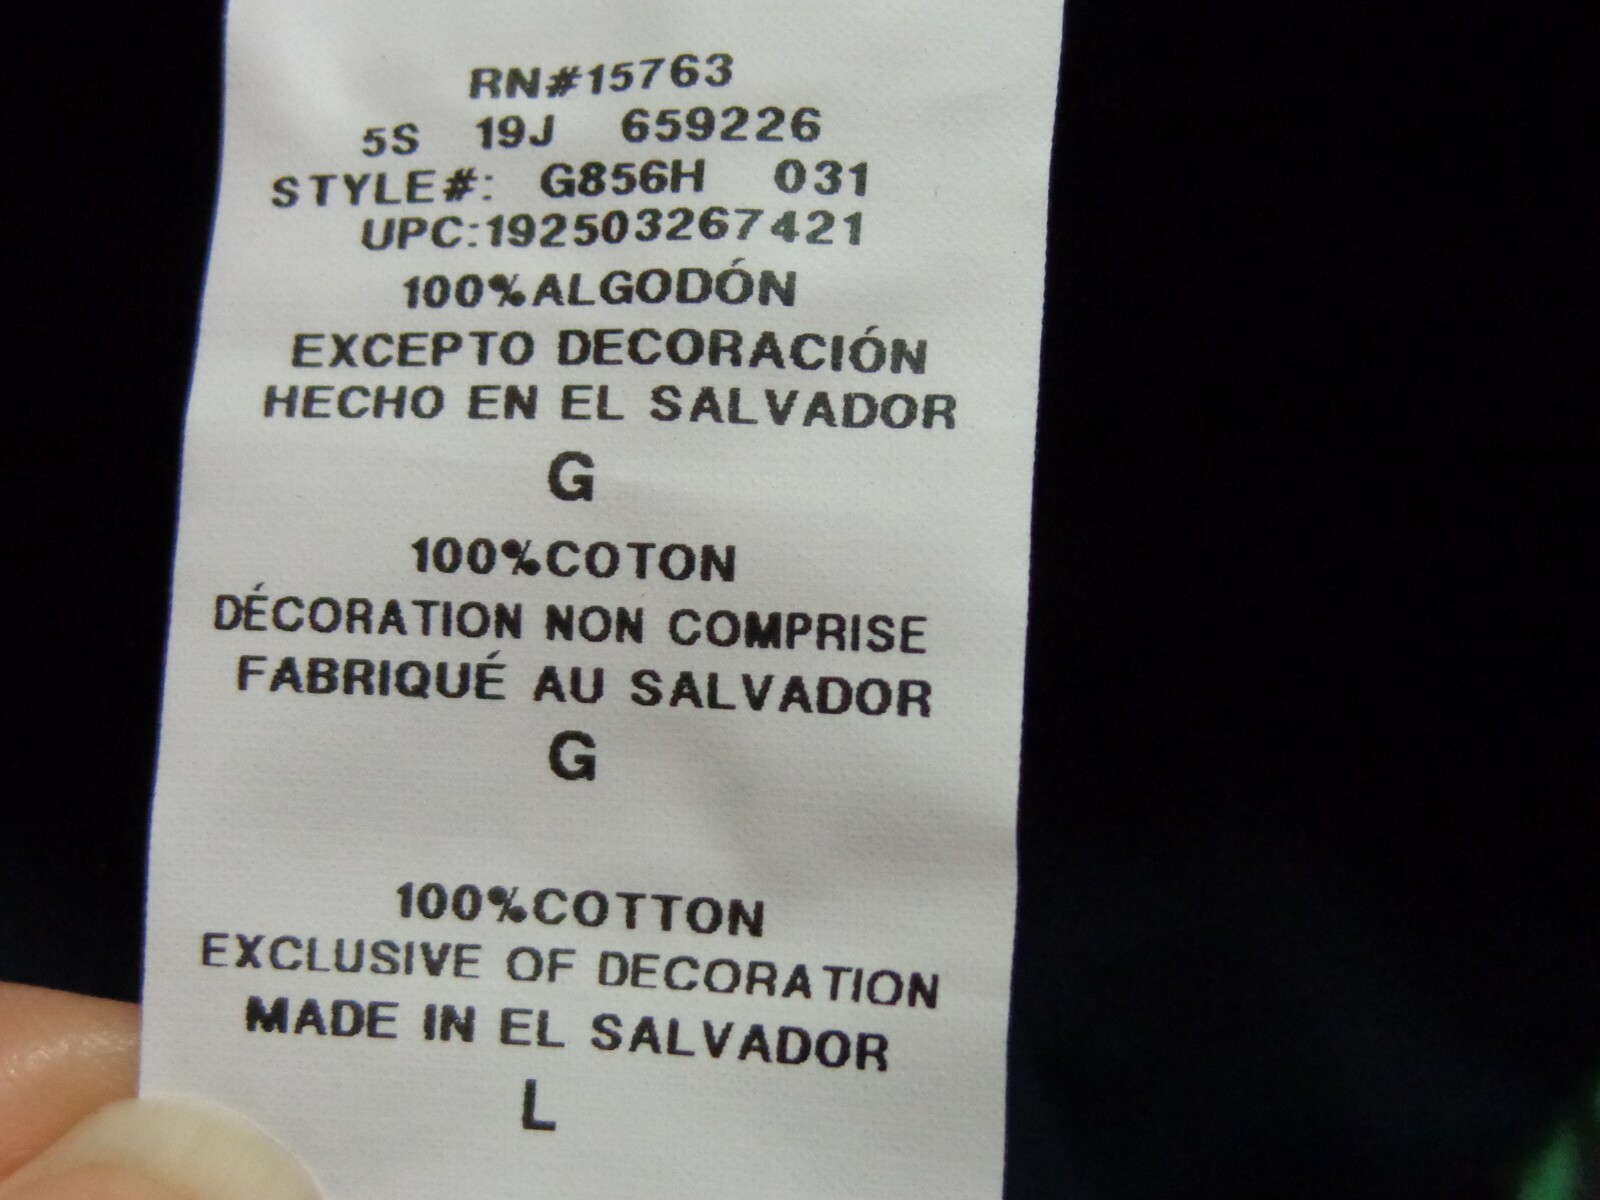 RN#15763
5S 19J 659226
STYLE#: G856H 031
UPC:192503267421
100%ALGODÓN
EXCEPTO DECORACIÓN
HECHO EN EL SALVADOR
G
100%COTON
DÉCORATION NON COMPRISE
FABRIQUÉ AU SALVADOR
G
100%COTTON
EXCLUSIVE OF DECORATION
MADE IN EL SALVADOR
L